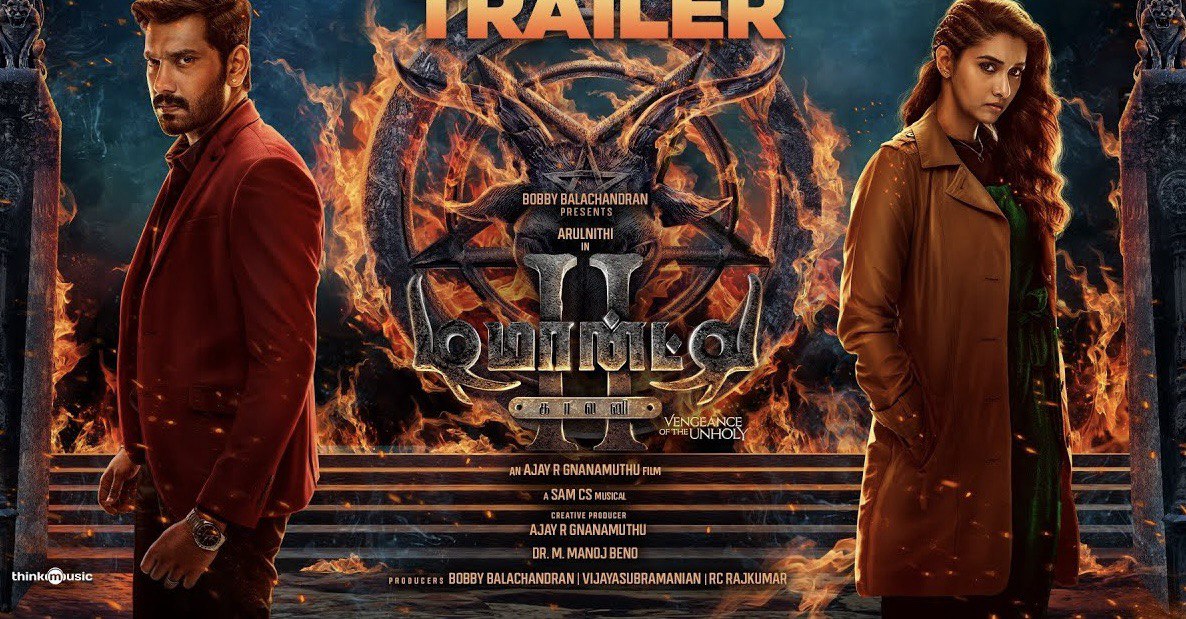 TRAILER
BOBBY BALACHANDRAN
PRESENTS
ARULNITHI
IN
II
டிமான்ட்டி
காலனி
VENGEANCE
OF THE UNHOLY
AN AJAY R GNANAMUTHU FILM
A SAM CS MUSICAL
CREATIVE PRODUCER
AJAY R GNANAMUTHU
DR. M. MANOJ BENO
PRODUCERS BOBBY BALACHANDRAN | VIJAYASUBRAMANIAN | RC RAJKUMAR
think music